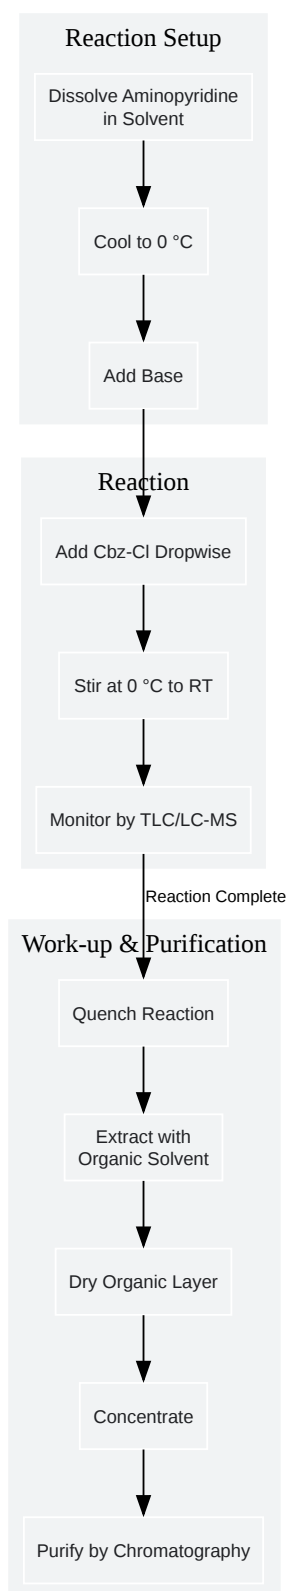 Reaction Setup
Dissolve Aminopyridine
in Solvent
Cool to 0 °C
Add Base
Reaction
Add Cbz-Cl Dropwise
Stir at 0 °C to RT
Monitor by TLC/LC-MS
Reaction Complete
Work-up & Purification
Quench Reaction
Extract with
Organic Solvent
Dry Organic Layer
Concentrate
Purify by Chromatography